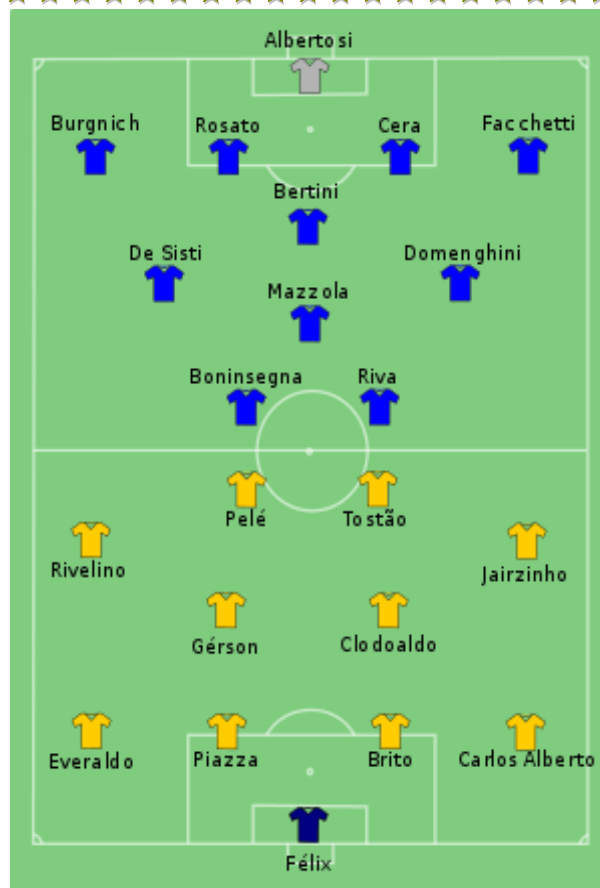 Albertosi
Burgnich Rosato Cera Facchetti
Bertini
De Sisti Domenghini
Mazzola
Boninsegna Riva
Pelé Tostão
Rivelino Jairzinho
Gérson Clodoaldo
Everaldo Piazza Brito Carlos Alberto
Félix